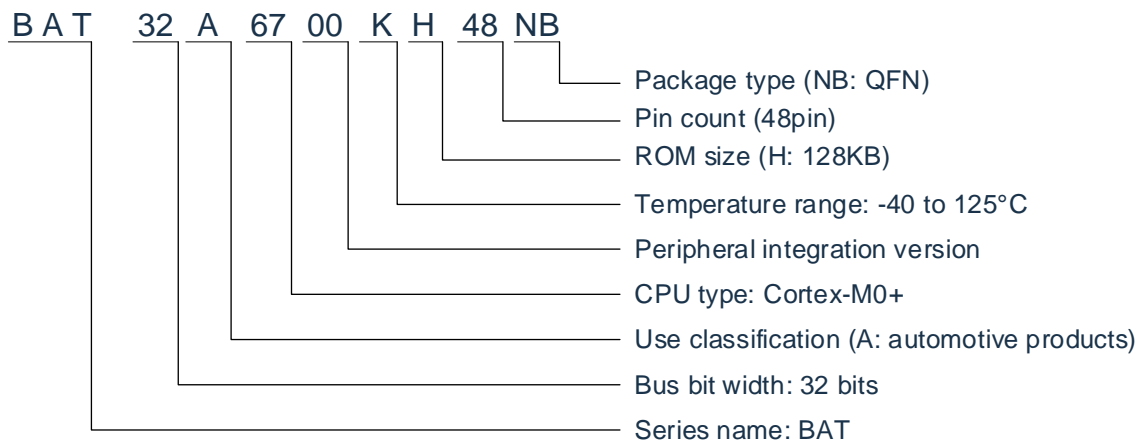 BAT 32 A 67 00 K H 48 NB
Package type (NB: QFN)
Pin count (48pin)
ROM size (H: 128KB)
Temperature range: -40 to 125°C
Peripheral integration version
CPU type: Cortex-M0+
Use classification (A: automotive products)
Bus bit width: 32 bits
Series name: BAT